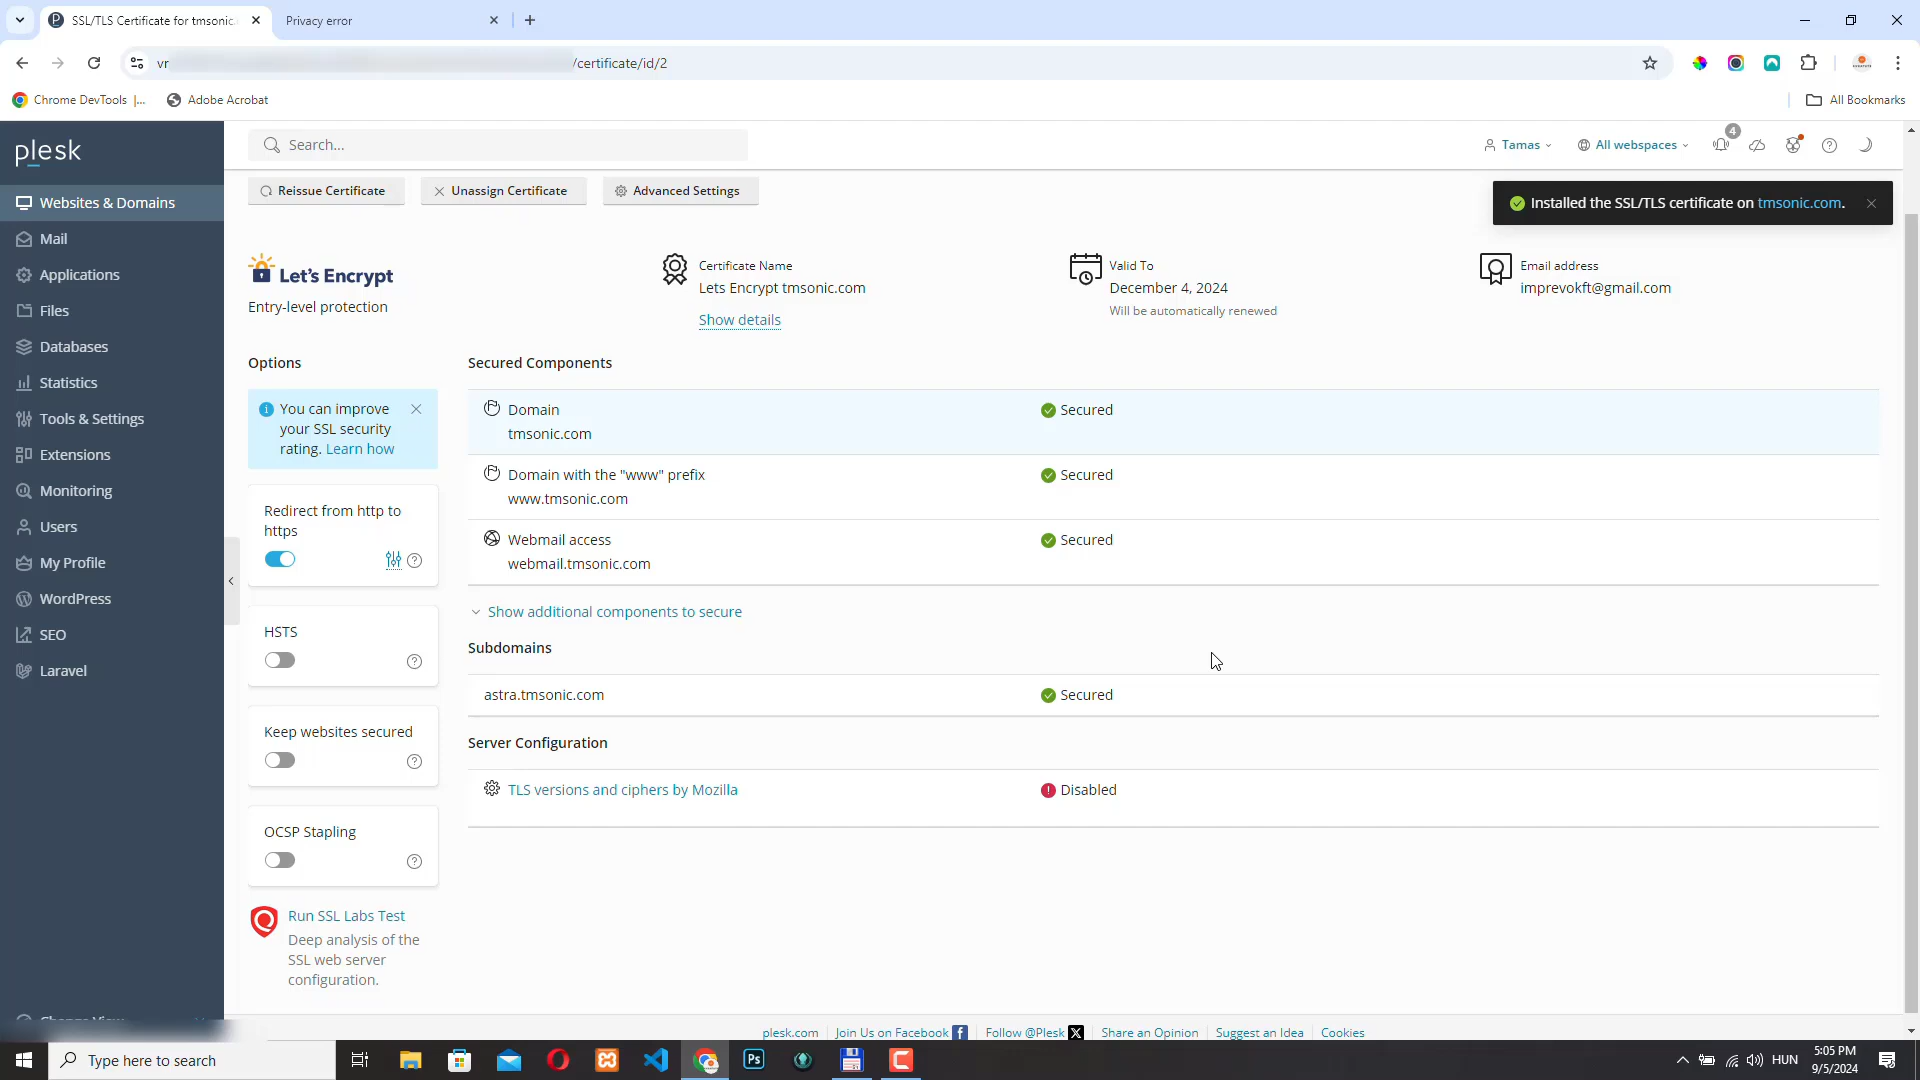 SSL/TLS Certificate for tmsonic.
Privacy error
vr
/certificate/id/2
Chrome DevTools |...
Adobe Acrobat
All Bookmarks
plesk
Search...
Tamas
All webspaces
4
Websites & Domains
Mail
Applications
Files
Databases
Statistics
Tools & Settings
Extensions
Monitoring
Users
My Profile
WordPress
SEO
Laravel
Reissue Certificate
Unassign Certificate
Advanced Settings
Installed the SSL/TLS certificate on tmsonic.com.
Let's Encrypt
Entry-level protection
Certificate Name
Lets Encrypt tmsonic.com
Show details
Valid To
December 4, 2024
Will be automatically renewed
Email address
imprevokft@gmail.com
Options
You can improve
your SSL security
rating. Learn how
Redirect from http to
https
HSTS
Keep websites secured
OCSP Stapling
Run SSL Labs Test
Deep analysis of the
SSL web server
configuration.
Secured Components
Domain
tmsonic.com
Secured
Domain with the "www" prefix
www.tmsonic.com
Secured
Webmail access
webmail.tmsonic.com
Secured
Show additional components to secure
Subdomains
astra.tmsonic.com
Secured
Server Configuration
TLS versions and ciphers by Mozilla
Disabled
plesk.com
Join Us on Facebook
Follow @Plesk
Share an Opinion
Suggest an Idea
Cookies
Type here to search
Ps
HUN
5:05 PM
9/5/2024